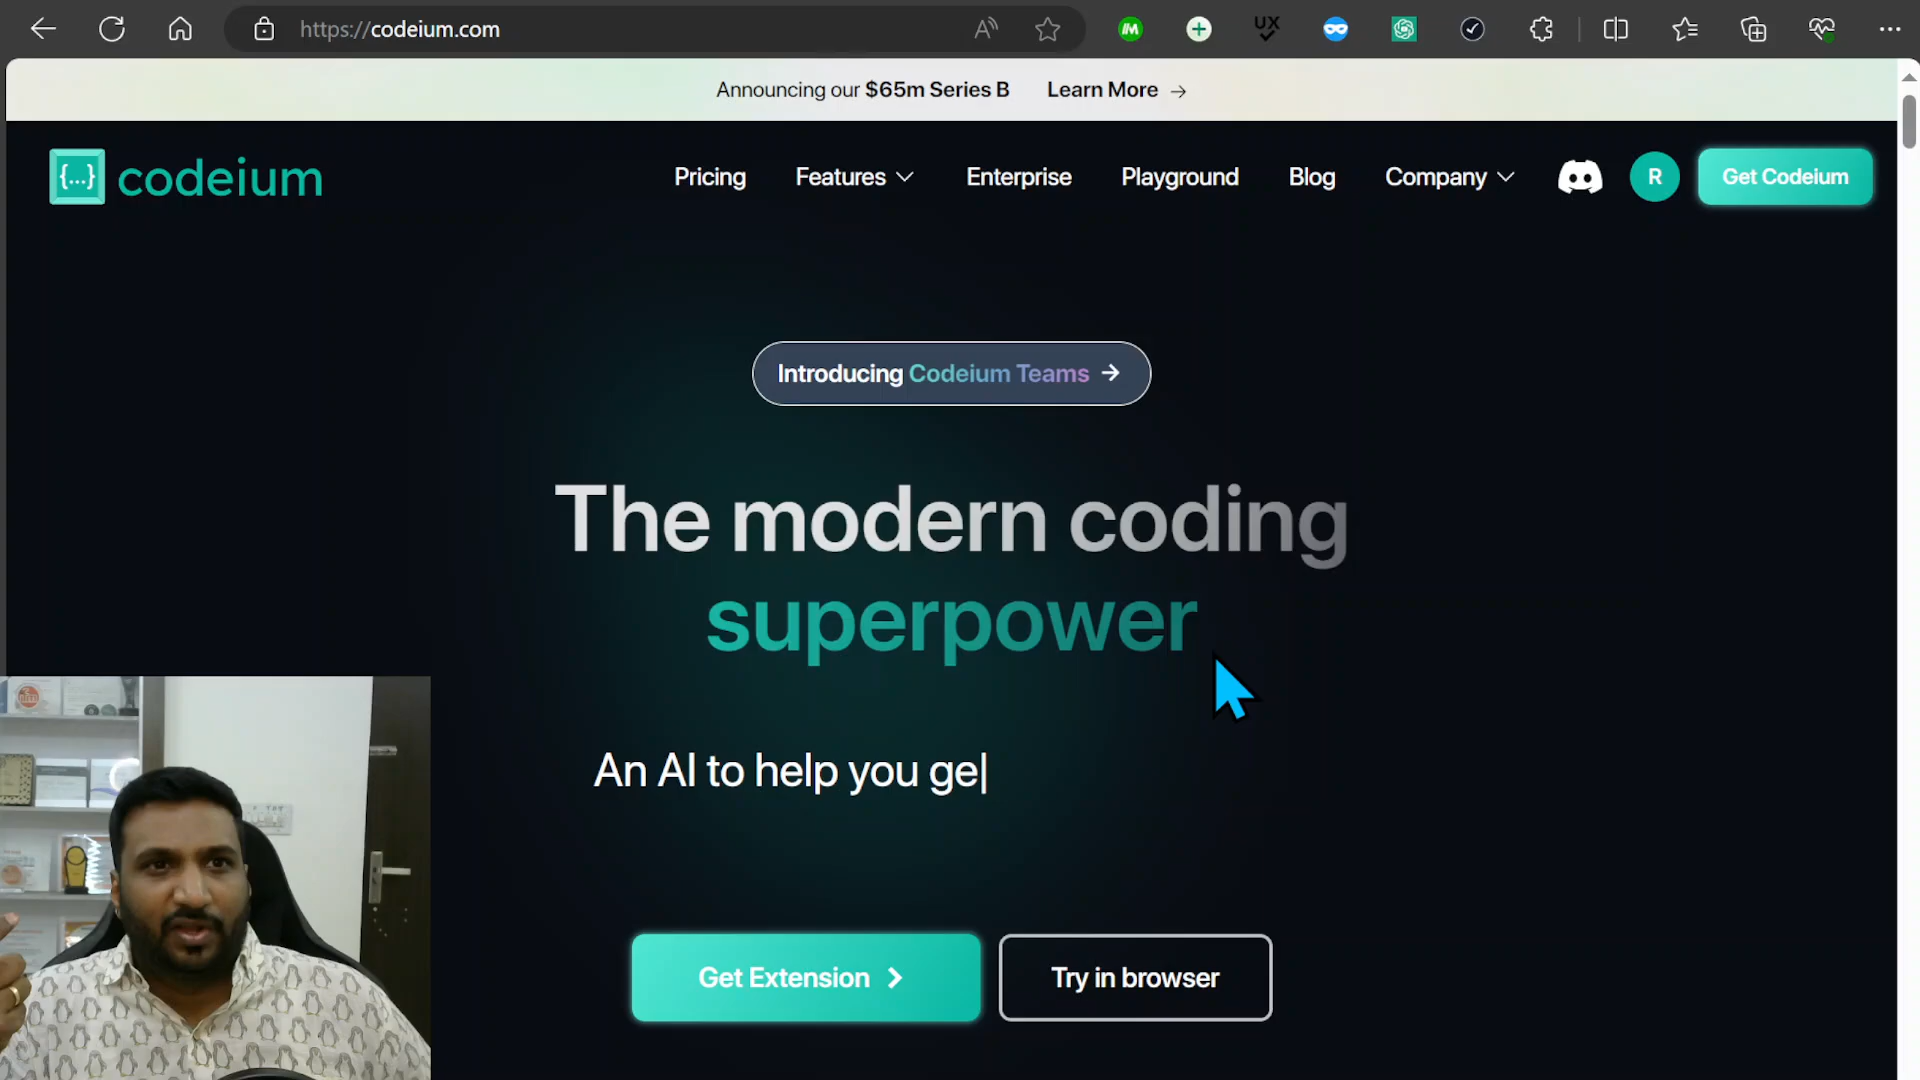 https://codeium.com
UX
Announcing our $65m Series B Learn More →
{...} codeium
Pricing Features Enterprise Playground Blog Company R Get Codeium
Introducing Codeium Teams →
The modern coding
superpower
An AI to help you ge|
Get Extension Try in browser